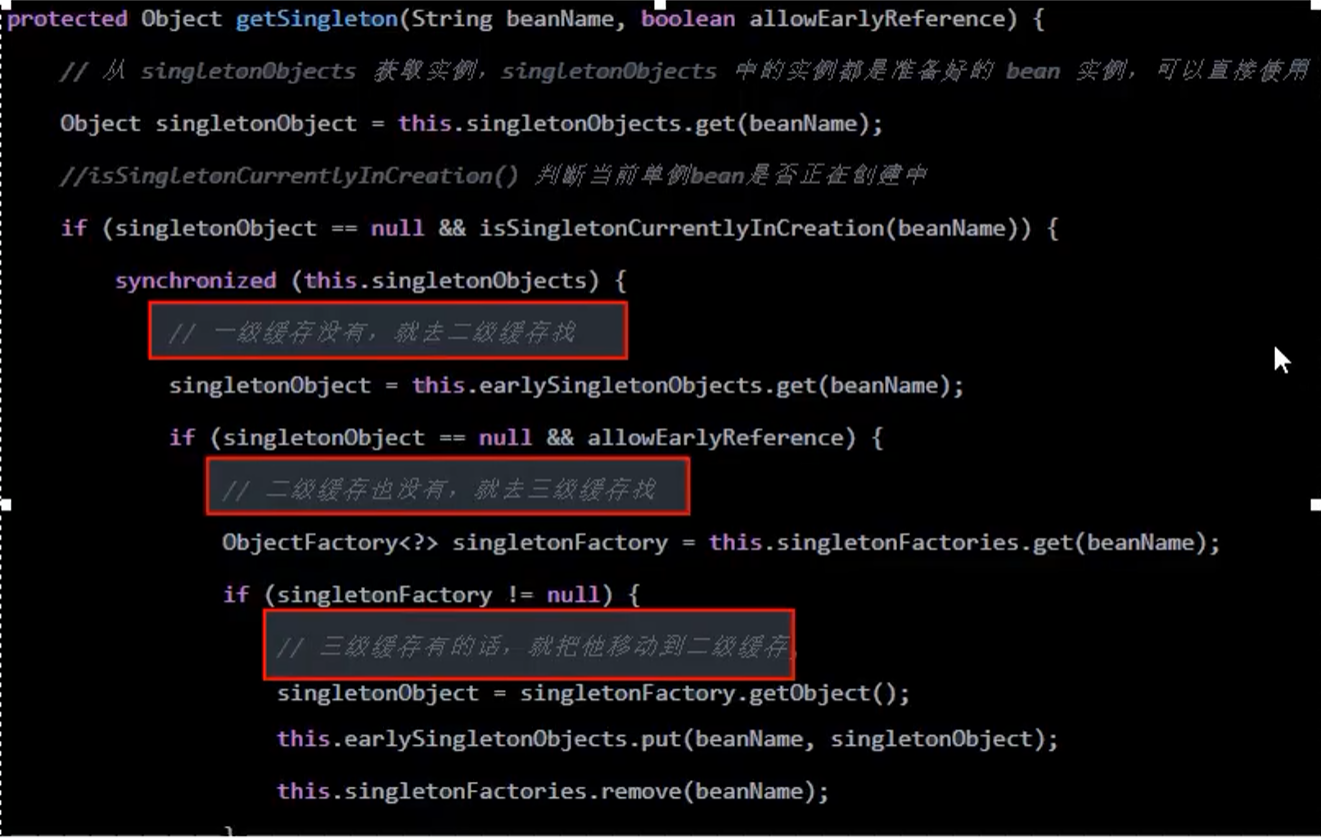 protected Object getSingleton(String beanName, boolean allowEarlyReference) {
// 从 singletonObjects 获取实例，singletonObjects 中的实例都是准备好的 bean 实例，可以直接使用
Object singletonObject = this.singletonObjects.get(beanName);
//isSingletonCurrentlyInCreation() 判断当前单例bean是否正在创建中
if (singletonObject == null && isSingletonCurrentlyInCreation(beanName)) {
synchronized (this.singletonObjects) {
// 一级缓存没有，就去二级缓存找
singletonObject = this.earlySingletonObjects.get(beanName);
if (singletonObject == null && allowEarlyReference) {
// 二级缓存也没有，就去三级缓存找
ObjectFactory<?> singletonFactory = this.singletonFactories.get(beanName);
if (singletonFactory != null) {
// 三级缓存有的话，就把他移动到二级缓存,
singletonObject = singletonFactory.getObject();
this.earlySingletonObjects.put(beanName, singletonObject);
this.singletonFactories.remove(beanName);
}